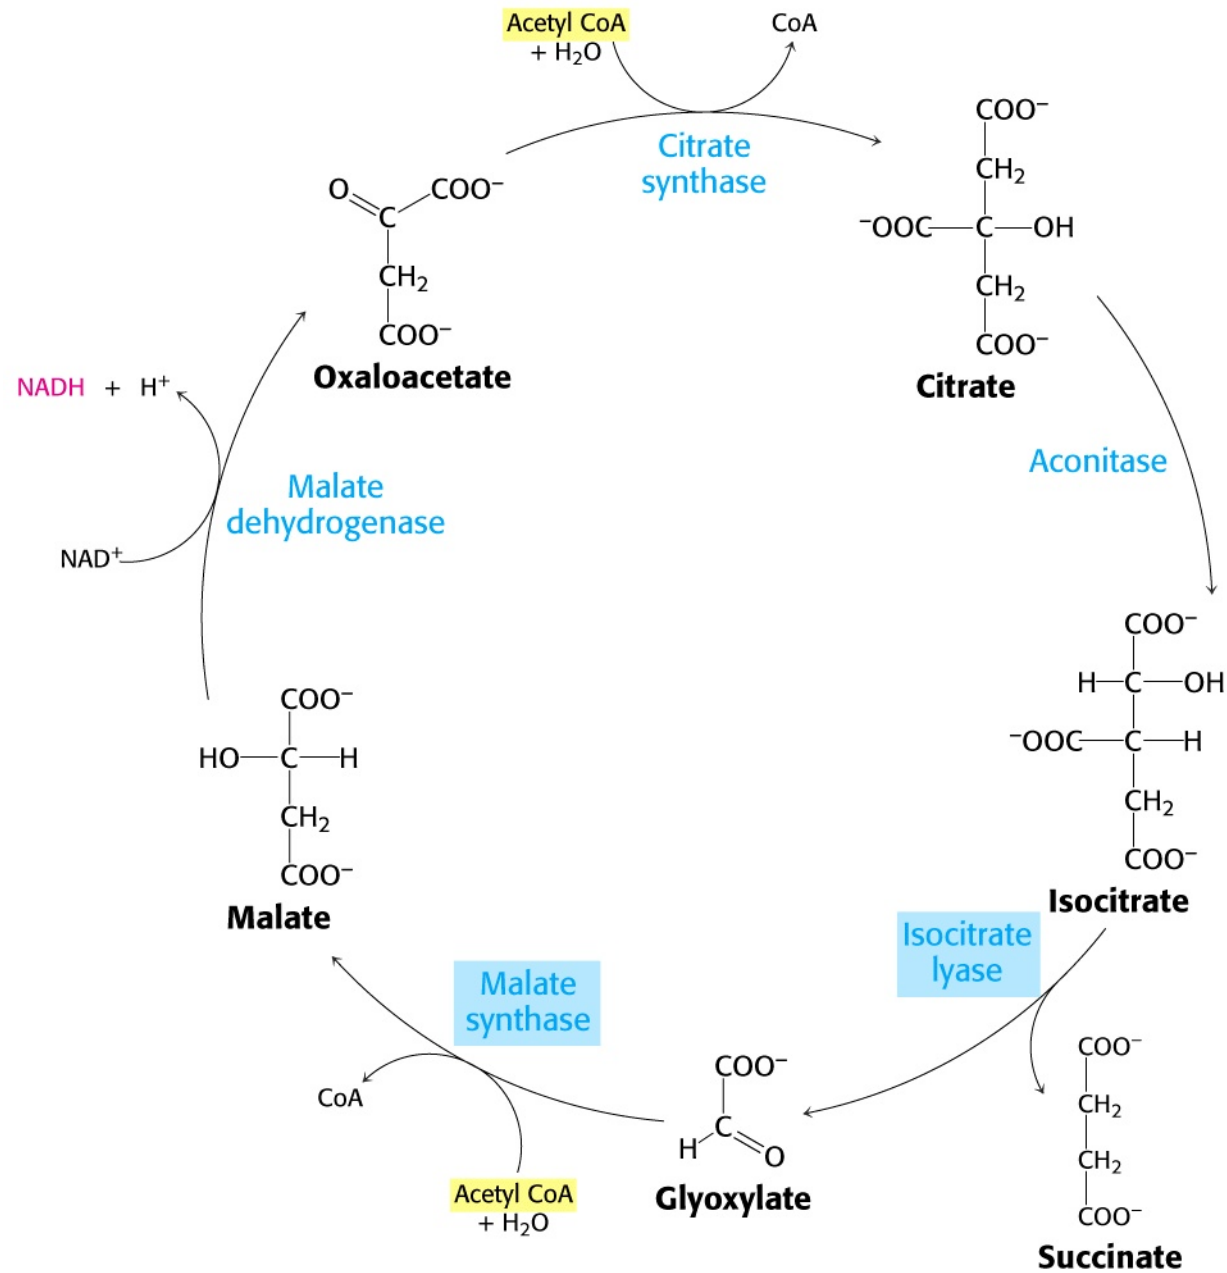 Acetyl CoA
+ H₂O
CoA
Citrate
synthase
O
C
COO⁻
CH₂
COO⁻
Oxaloacetate
COO⁻
CH₂
⁻OOC
C
OH
CH₂
COO⁻
Citrate
Aconitase
COO⁻
H
C
OH
⁻OOC
C
H
CH₂
COO⁻
Isocitrate
Isocitrate
lyase
COO⁻
CH₂
CH₂
COO⁻
Succinate
COO⁻
C
H
O
Glyoxylate
Malate
synthase
Acetyl CoA
+ H₂O
CoA
COO⁻
HO
C
H
CH₂
COO⁻
Malate
Malate
dehydrogenase
NAD⁺
NADH + H⁺